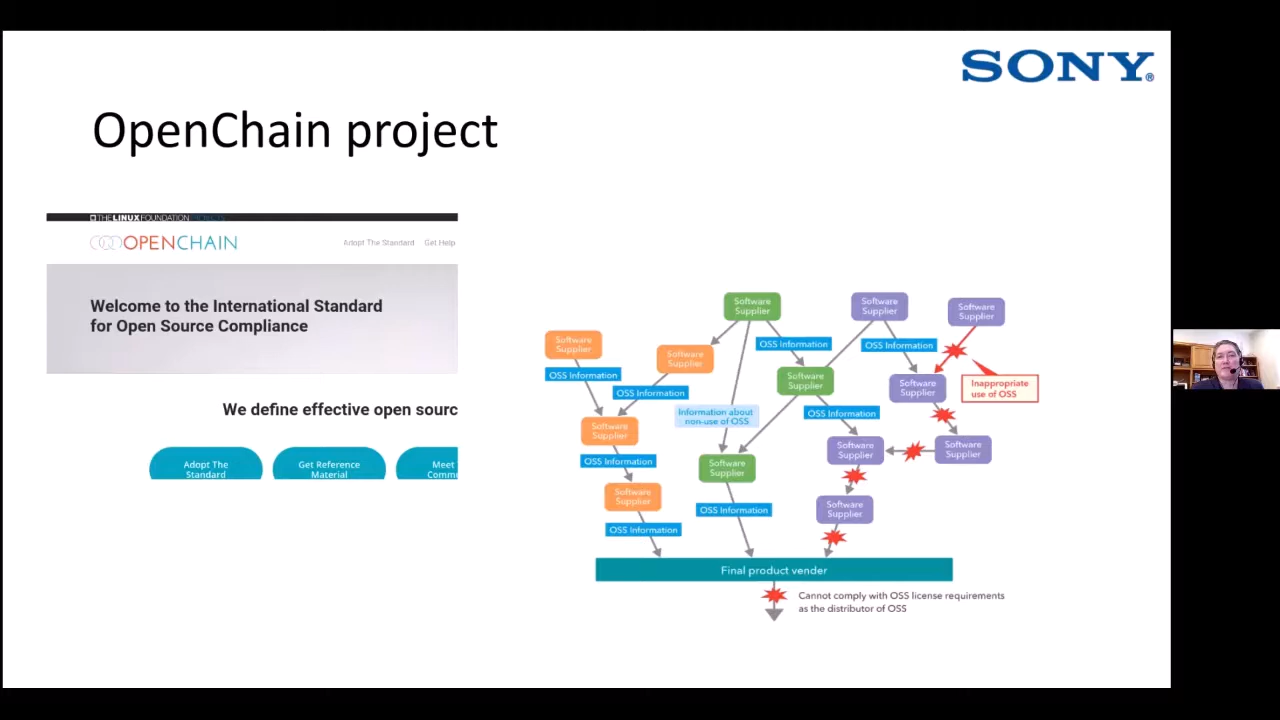 SONY®
OpenChain project
THE LINUX FOUNDATION PROJECTS
OPENCHAIN
Adopt The Standard
Get Help
Welcome to the International Standard
for Open Source Compliance
We define effective open sourc
Adopt The
Standard
Get Reference
Material
Meet
Comm
Software
Supplier
Software
Supplier
Software
Supplier
Software
Supplier
OSS Information
OSS Information
Software
Supplier
OSS Information
Software
Supplier
OSS Information
Software
Supplier
Inappropriate
use of OSS
Information about
non-use of OSS
OSS Information
Software
Supplier
Software
Supplier
Software
Supplier
OSS Information
Software
Supplier
Software
Supplier
OSS Information
Software
Supplier
OSS Information
Final product vender
Cannot comply with OSS license requirements
as the distributor of OSS